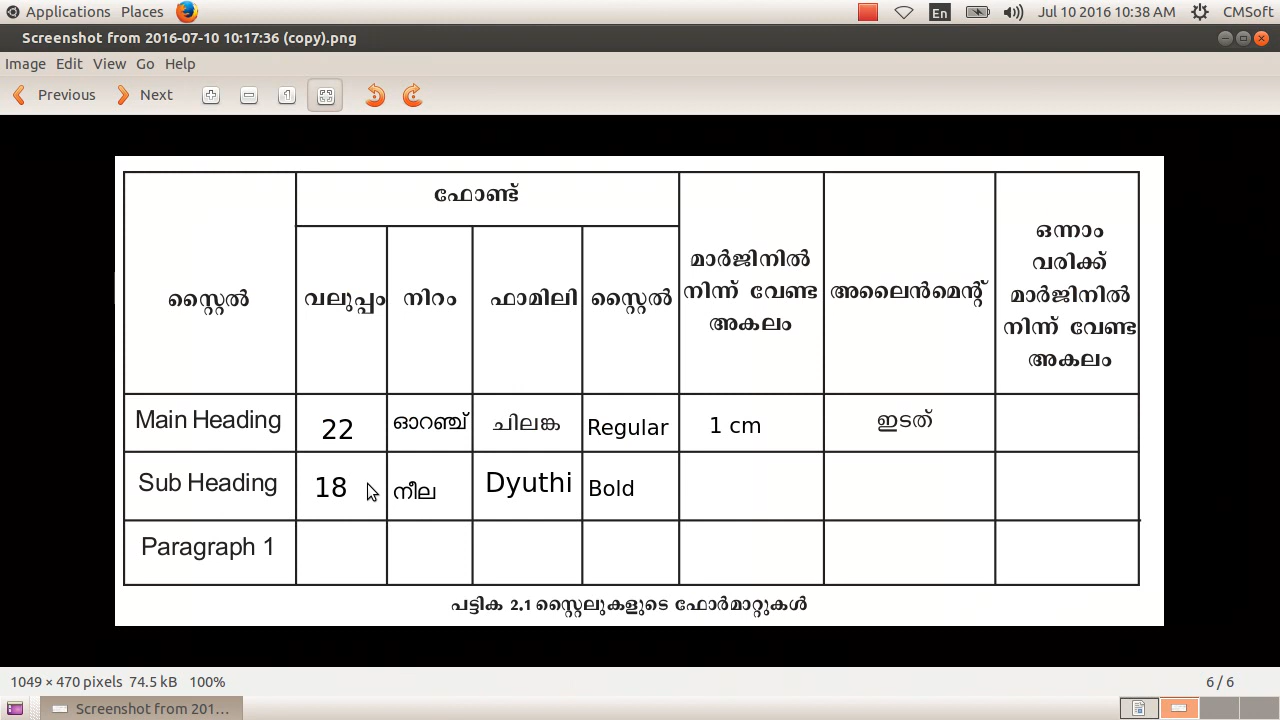 Applications Places En Jul 10 2016 10:38 AM CMSoft
Screenshot from 2016-07-10 10:17:36 (copy).png
Image Edit View Go Help
Previous Next
ഫോണ്ട്
സ്റ്റൈൽ
വലുപ്പം
നിറം
ഫാമിലി
സ്റ്റൈൽ
മാർജിനിൽ
നിന്ന് വേണ്ട
അകലം
അലൈൻമെന്റ്
ഒന്നാം
വരിക്ക്
മാർജിനിൽ
നിന്ന് വേണ്ട
അകലം
Main Heading 22 ഓറഞ്ച് ചിലങ്ക Regular 1 cm ഇടത്
Sub Heading 18 നീല Dyuthi Bold
Paragraph 1
പട്ടിക 2.1 സ്റ്റൈലുകളുടെ ഫോർമാറ്റുകൾ
1049 × 470 pixels 74.5 kB 100% 6 / 6
Screenshot from 201...